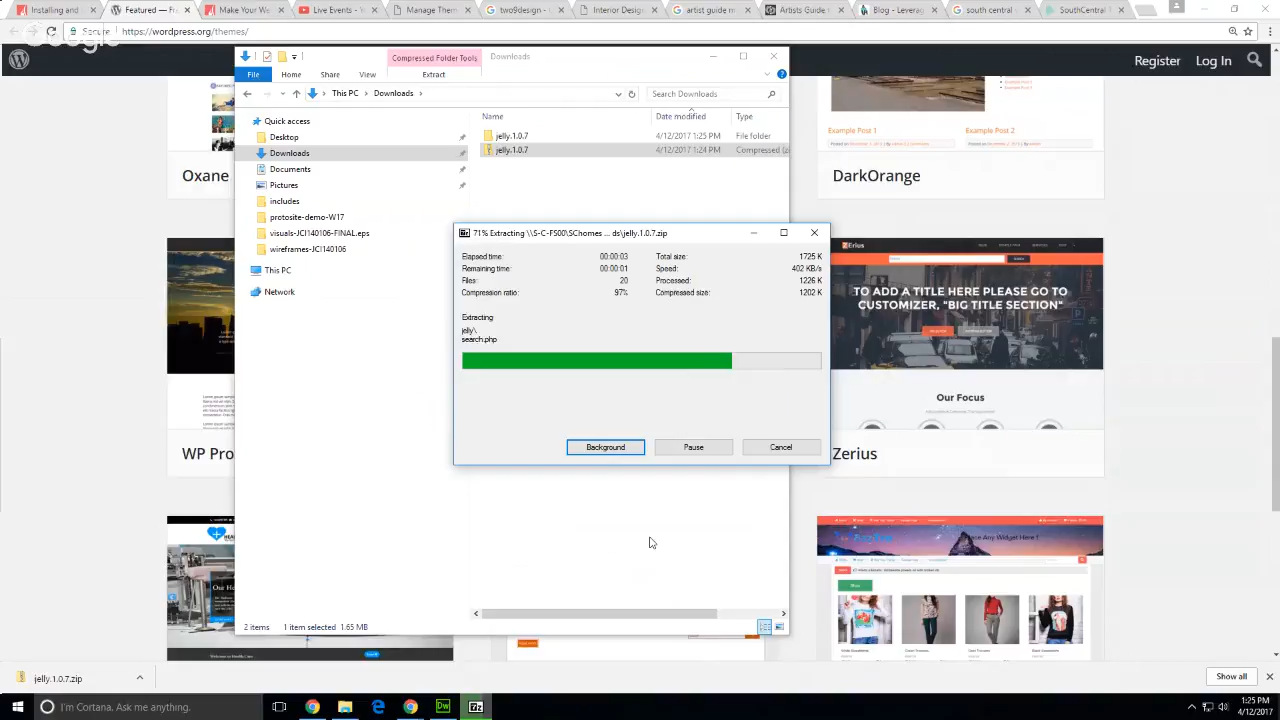 Installing and
Featured — Fr
Make Your We
Live Events - Y
Manage Them
two9design -
Interior Design
artist guide m
Artists Guide
Blog - Leverag
south central -
SouthCentral
Secure
https://wordpress.org/themes/
Google
Register
Log In
Compressed Folder Tools
Downloads
File
Home
Share
View
Extract
This PC
Downloads
Search Downloads
Name
Date modified
Type
Quick access
jelly.1.0.7
4/12/2017 1:25 PM
File folder
Desktop
jelly.1.0.7
4/12/2017 1:24 PM
Compressed (z
Downloads
Documents
Pictures
includes
protosite-demo-W17
visuals-JCI140106-FINAL.eps
wireframes-JCI140106
This PC
Network
71% Extracting \\S-C-FS00\SChomes ... ds\jelly.1.0.7.zip
Elapsed time:
00:00:03
Total size:
1725 K
Remaining time:
00:00:01
Speed:
402 KB/s
Files:
20
Processed:
1226 K
Compression ratio:
97%
Compressed size:
1202 K
Extracting
jelly\
search.php
Background
Pause
Cancel
2 items
1 item selected 1.65 MB
Example Post 1
Example Post 2
Oxane
DarkOrange
ZErius
TO ADD A TITLE HERE PLEASE GO TO
CUSTOMIZER, "BIG TITLE SECTION"
Our Focus
WP Pro
Zerius
Our Ho
Place Any Widget Here !
jelly.1.0.7.zip
Show all
I'm Cortana. Ask me anything.
Dw
1:25 PM
4/12/2017